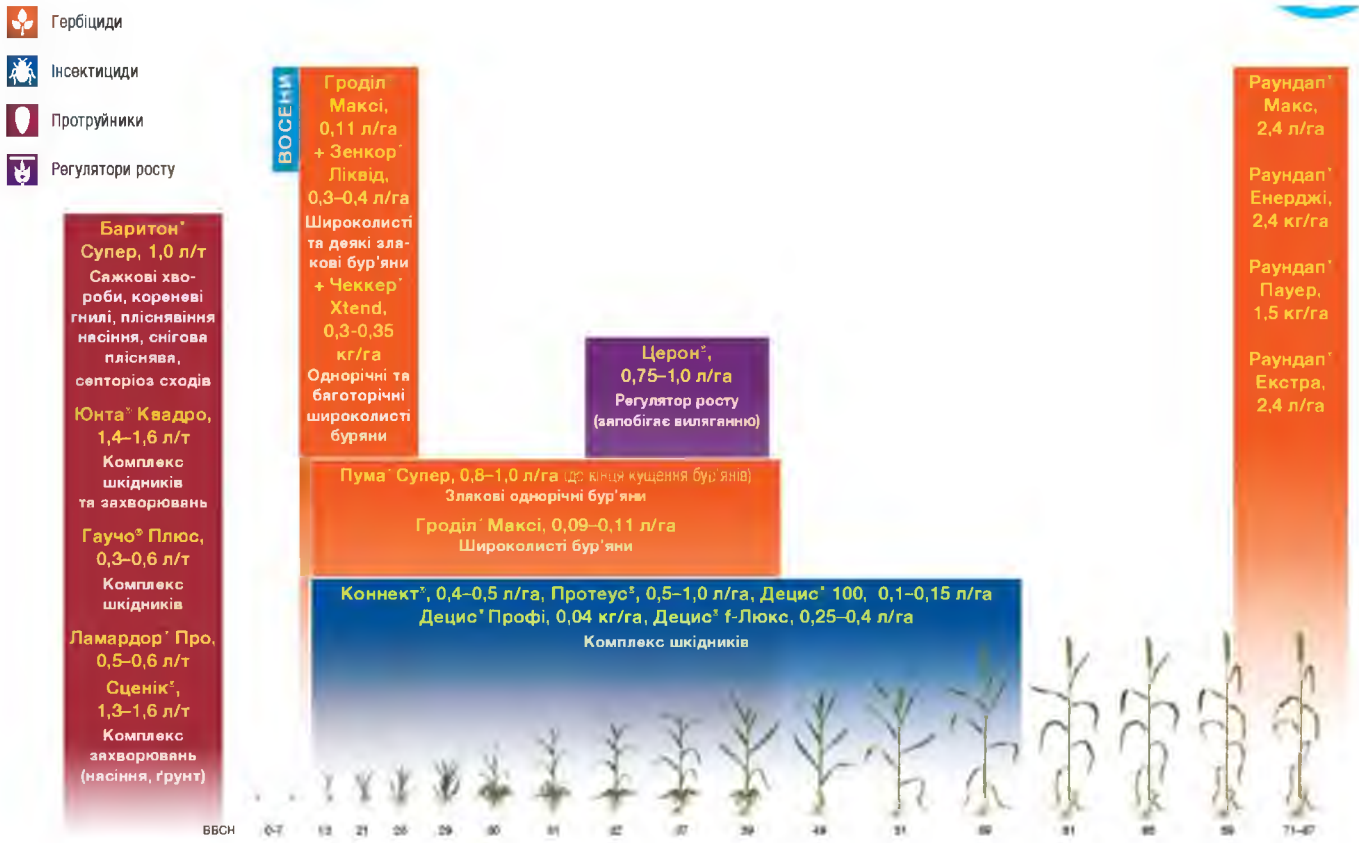 Гербіциди
Інсектициди
Протруйники
Регулятори росту
Баритон®
Супер, 1,0 л/т
Сажкові хво-
роби, кореневі
гнилі, пліснявіння
насіння, снігова
пліснява,
септоріоз сходів
Юнта® Квадро,
1,4–1,6 л/т
Комплекс
шкідників
та захворювань
Гаучо® Плюс,
0,3–0,6 л/т
Комплекс
шкідників
Ламардор® Про,
0,5–0,6 л/т
Сценік®,
1,3–1,6 л/т
Комплекс
захворювань
(насіння, ґрунт)
ВОСЕНИ
Гроділ®
Максі,
0,11 л/га
+ Зенкор®
Ліквід,
0,3–0,4 л/га
Широколисті
та деякі зла-
кові бур'яни
+ Чеккер®
Xtend,
0,3-0,35
кг/га
Однорічні та
баготорічні
широколисті
буряни
Церон®,
0,75–1,0 л/га
Регулятор росту
(запобігає виляганню)
Пума® Супер, 0,8–1,0 л/га (до кінця кущення бур'янів)
Злакові однорічні бур'яни
Гроділ® Максі, 0,09–0,11 л/га
Широколисті бур'яни
Коннект®, 0,4–0,5 л/га, Протеус®, 0,5–1,0 л/га, Децис® 100, 0,1–0,15 л/га
Децис® Профі, 0,04 кг/га, Децис® f-Люкс, 0,25–0,4 л/га
Комплекс шкідників
Раундап®
Макс,
2,4 л/га
Раундап®
Енерджі,
2,4 кг/га
Раундап®
Пауер,
1,5 кг/га
Раундап®
Екстра,
2,4 л/га
ВВСН 0-7 21 29 37 39 49 71–87